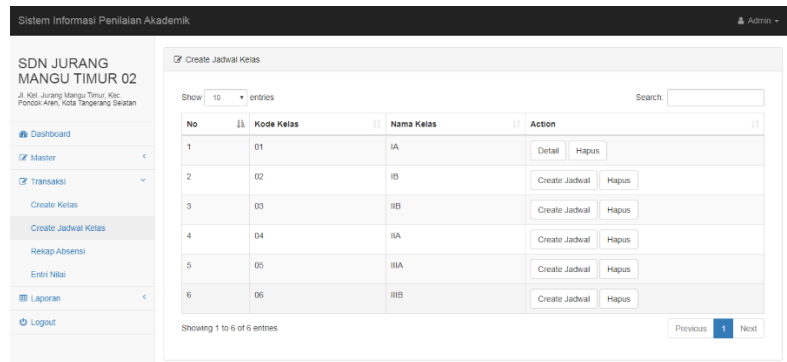 Sistem Informasi Penilaian Akademik
Admin
SDN JURANG
MANGU TIMUR 02
Jl. Kel. Jurang Mangu Timur, Kec.
Pondok Aren, Kota Tangerang Selatan
Dashboard
Master
Transaksi
Create Kelas
Create Jadwal Kelas
Rekap Absensi
Entri Nilai
Laporan
Logout
Create Jadwal Kelas
Show 10 entries
Search:
No Kode Kelas Nama Kelas Action
1 01 IA Detail Hapus
2 02 IB Create Jadwal Hapus
3 03 IIB Create Jadwal Hapus
4 04 IIA Create Jadwal Hapus
5 05 IIIA Create Jadwal Hapus
6 06 IIIB Create Jadwal Hapus
Showing 1 to 6 of 6 entries
Previous 1 Next